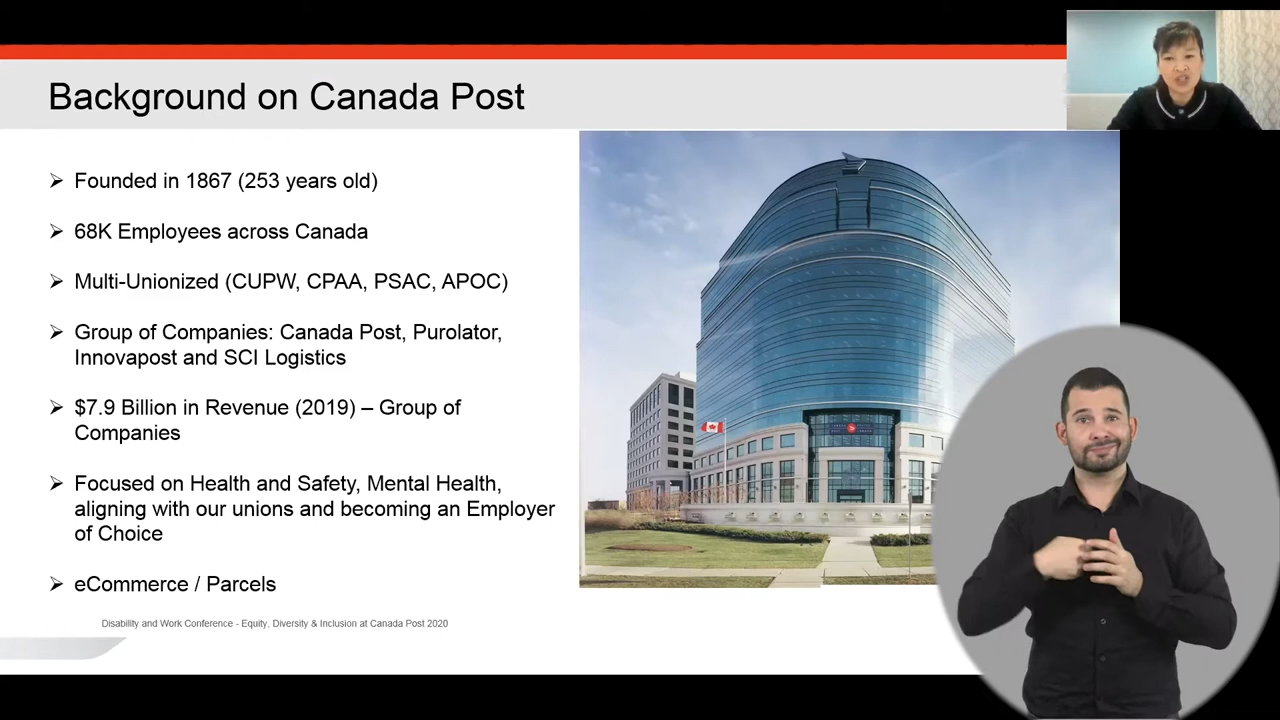 Background on Canada Post
➢ Founded in 1867 (253 years old)
➢ 68K Employees across Canada
➢ Multi-Unionized (CUPW, CPAA, PSAC, APOC)
➢ Group of Companies: Canada Post, Purolator,
Innovapost and SCI Logistics
➢ $7.9 Billion in Revenue (2019) – Group of
Companies
➢ Focused on Health and Safety, Mental Health,
aligning with our unions and becoming an Employer
of Choice
➢ eCommerce / Parcels
Disability and Work Conference - Equity, Diversity & Inclusion at Canada Post 2020